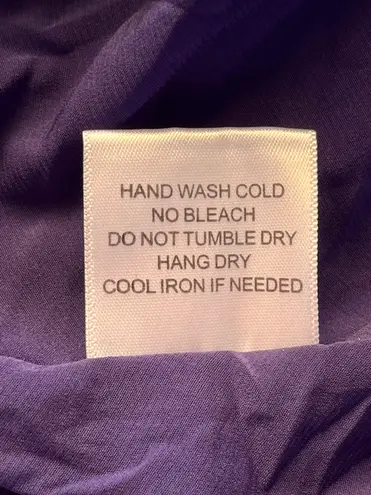 HAND WASH COLD
NO BLEACH
DO NOT TUMBLE DRY
HANG DRY
COOL IRON IF NEEDED